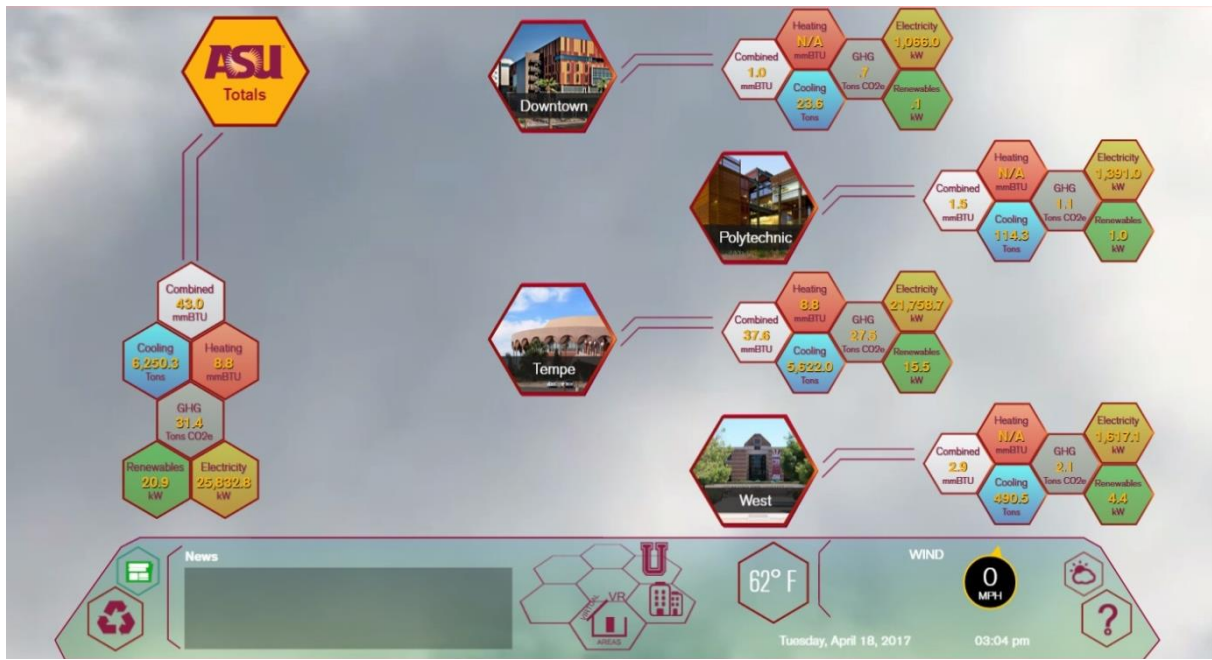 ASU
Totals
Combined
43.0
mmBTU
Cooling
6,250.3
Tons
Heating
8.8
mmBTU
GHG
31.4
Tons CO2e
Renewables
20.9
kW
Electricity
25,832.8
kW
Downtown
Combined
1.0
mmBTU
Heating
N/A
mmBTU
Cooling
23.6
Tons
GHG
.7
Tons CO2e
Electricity
1,066.0
kW
Renewables
.1
kW
Polytechnic
Combined
1.5
mmBTU
Heating
N/A
mmBTU
Cooling
114.3
Tons
GHG
1.1
Tons CO2e
Electricity
1,391.0
kW
Renewables
1.0
kW
Tempe
Combined
37.6
mmBTU
Heating
8.8
mmBTU
Cooling
5,622.0
Tons
GHG
27.5
Tons CO2e
Electricity
21,758.7
kW
Renewables
15.5
kW
West
Combined
2.9
mmBTU
Heating
N/A
mmBTU
Cooling
490.5
Tons
GHG
2.1
Tons CO2e
Electricity
1,617.1
kW
Renewables
4.4
kW
News
U
VIRTUAL
VR
AREAS
62° F
WIND
0
MPH
?
Tuesday, April 18, 2017
03:04 pm